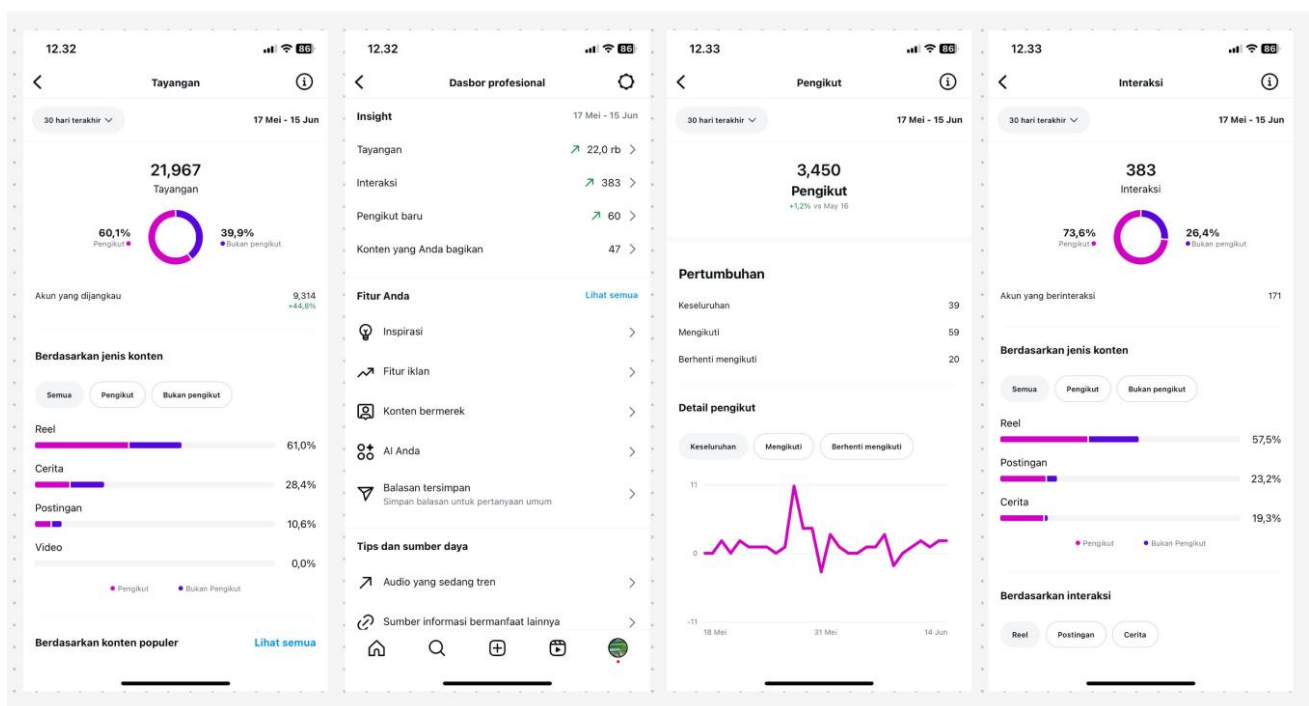 12.32
86
Tayangan
30 hari terakhir
17 Mei - 15 Jun
21,967
Tayangan
60,1%
Pengikut
39,9%
Bukan pengikut
Akun yang dijangkau
9,314
+44,8%
Berdasarkan jenis konten
Semua
Pengikut
Bukan pengikut
Reel
61,0%
Cerita
28,4%
Postingan
10,6%
Video
0,0%
Pengikut
Bukan Pengikut
Berdasarkan konten populer
Lihat semua
12.32
86
Dasbor profesional
Insight
17 Mei - 15 Jun
Tayangan
22,0 rb
Interaksi
383
Pengikut baru
60
Konten yang Anda bagikan
47
Fitur Anda
Lihat semua
Inspirasi
Fitur iklan
Konten bermerek
AI Anda
Balasan tersimpan
Simpan balasan untuk pertanyaan umum
Tips dan sumber daya
Audio yang sedang tren
Sumber informasi bermanfaat lainnya
12.33
86
Pengikut
30 hari terakhir
17 Mei - 15 Jun
3,450
Pengikut
+1,2% vs May 16
Pertumbuhan
Keseluruhan
39
Mengikuti
59
Berhenti mengikuti
20
Detail pengikut
Keseluruhan
Mengikuti
Berhenti mengikuti
11
0
-11
18 Mei
31 Mei
14 Jun
12.33
86
Interaksi
30 hari terakhir
17 Mei - 15 Jun
383
Interaksi
73,6%
Pengikut
26,4%
Bukan pengikut
Akun yang berinteraksi
171
Berdasarkan jenis konten
Semua
Pengikut
Bukan pengikut
Reel
57,5%
Postingan
23,2%
Cerita
19,3%
Pengikut
Bukan Pengikut
Berdasarkan interaksi
Reel
Postingan
Cerita